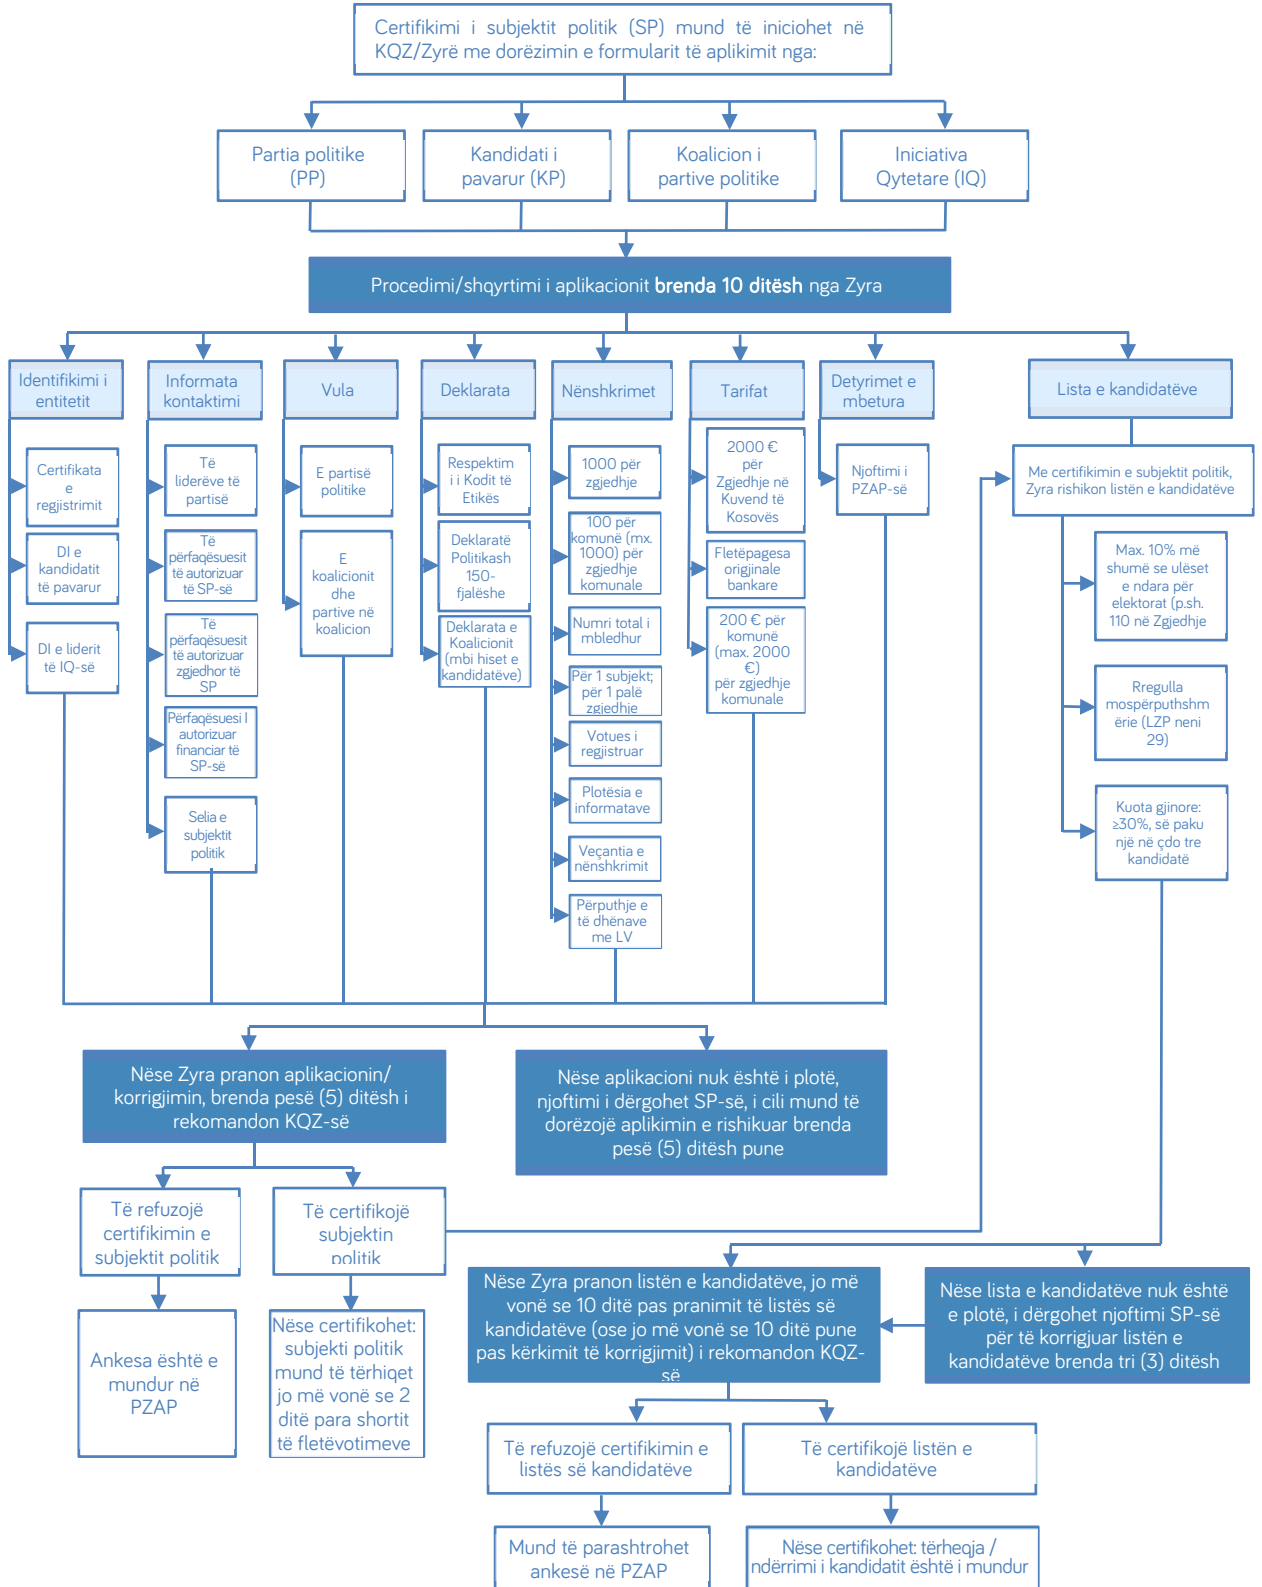 Certifikimi i subjektit politik (SP) mund të iniciohet në
KQZ/Zyrë me dorëzimin e formularit të aplikimit nga:
Partia politike
(PP)
Kandidati i
pavarur (KP)
Koalicion i
partive politike
Iniciativa
Qytetare (IQ)
Procedimi/shqyrtimi i aplikacionit brenda 10 ditësh nga Zyra
Identifikimi i
entitetit
Informata
kontaktimi
Vula
Deklarata
Nënshkrimet
Tarifat
Detyrimet e
mbetura
Lista e kandidatëve
Certifikata
e
regjistrimit
DI e
kandidatit
të pavarur
DI e liderit
të IQ-së
Të
liderëve të
partisë
Të
përfaqësuesit
të autorizuar
të SP-së
Të
përfaqësuesit
të autorizuar
zgjedhor të
SP
Përfaqësuesi I
autorizuar
financiar të
SP-së
Selia e
subjektit
politik
E partisë
politike
E
koalicionit
dhe
partive në
koalicion
Respektim
i i Kodit të
Etikës
Deklaratë
Politikash
150-
fjalëshe
Deklarata e
Koalicionit
(mbi hiset e
kandidatëve)
1000 për
zgjedhje
100 për
komunë (mx.
1000) për
zgjedhje
komunale
Numri total i
mbledhur
Për 1 subjekt;
për 1 palë
zgjedhje
Votues i
regjistruar
Plotësia e
informatave
Veçantia e
nënshkrimit
Përputhje e
të dhënave
me LV
2000 €
për
Zgjedhje në
Kuvend të
Kosovës
Fletëpagesa
origjinale
bankare
200 € për
komunë
(max. 2000
€)
për zgjedhje
komunale
Njoftimi i
PZAP-së
Me certifikimin e subjektit politik,
Zyra rishikon listën e kandidatëve
Max. 10% më
shumë se ulëset
e ndara për
elektorat (p.sh.
110 në Zgjedhje
Rregulla
mospërputhshm
ërie (LZP neni
29)
Kuota gjinore:
≥30%, së paku
një në çdo tre
kandidatë
Nëse Zyra pranon aplikacionin/
korrigjimin, brenda pesë (5) ditësh i
rekomandon KQZ-së
Nëse aplikacioni nuk është i plotë,
njoftimi i dërgohet SP-së, i cili mund të
dorëzojë aplikimin e rishikuar brenda
pesë (5) ditësh pune
Të refuzojë
certifikimin e
subjektit politik
Të certifikojë
subjektin
politik
Ankesa është e
mundur në
PZAP
Nëse certifikohet:
subjekti politik
mund të tërhiqet
jo më vonë se 2
ditë para shortit
të fletëvotimeve
Nëse Zyra pranon listën e kandidatëve, jo më
vonë se 10 ditë pas pranimit të listës së
kandidatëve (ose jo më vonë se 10 ditë pune
pas kërkimit të korrigjimit) i rekomandon KQZ-
së
Nëse lista e kandidatëve nuk është
e plotë, i dërgohet njoftimi SP-së
për të korrigjuar listën e
kandidatëve brenda tri (3) ditësh
Të refuzojë certifikimin e
listës së kandidatëve
Të certifikojë listën e
kandidatëve
Mund të parashtrohet
ankesë në PZAP
Nëse certifikohet: tërheqja /
ndërrimi i kandidatit është i mundur